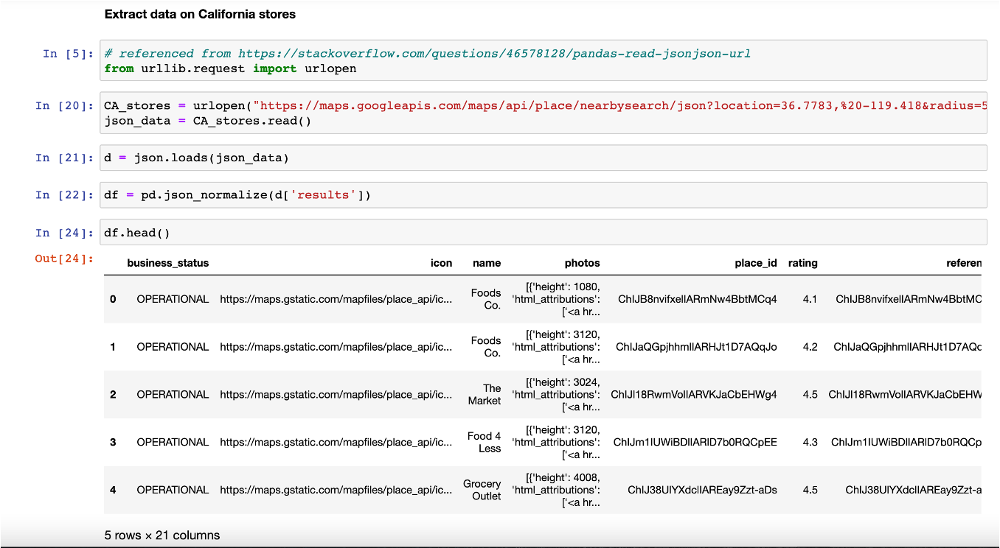 Extract data on California stores
In [5]: # referenced from https://stackoverflow.com/questions/46578128/pandas-read-jsonjson-url
from urllib.request import urlopen
In [20]: CA_stores = urlopen("https://maps.googleapis.com/maps/api/place/nearbysearch/json?location=36.7783,%20-119.418&radius=5
json_data = CA_stores.read()
In [21]: d = json.loads(json_data)
In [22]: df = pd.json_normalize(d['results'])
In [24]: df.head()
Out[24]:
business_status icon name photos place_id rating referen
0 OPERATIONAL https://maps.gstatic.com/mapfiles/place_api/ic... Foods Co. [{'height': 1080, 'html_attributions': ['<a hr... ChIJB8nvifxellARmNw4BbtMCq4 4.1 ChIJB8nvifxellARmNw4BbtMC
1 OPERATIONAL https://maps.gstatic.com/mapfiles/place_api/ic... Foods Co. [{'height': 3120, 'html_attributions': ['<a hr... ChIJaQGpjhhmlIARHJt1D7AQqJo 4.2 ChIJaQGpjhhmlIARHJt1D7AQc
2 OPERATIONAL https://maps.gstatic.com/mapfiles/place_api/ic... The Market [{'height': 3024, 'html_attributions': ['<a hr... ChIJl18RwmVollARVKJaCbEHWg4 4.5 ChIJl18RwmVollARVKJaCbEHW
3 OPERATIONAL https://maps.gstatic.com/mapfiles/place_api/ic... Food 4 Less [{'height': 3120, 'html_attributions': ['<a hr... ChIJm1IUWiBDlIARlD7b0RQCpEE 4.3 ChIJm1IUWiBDlIARlD7b0RQCp
4 OPERATIONAL https://maps.gstatic.com/mapfiles/place_api/ic... Grocery Outlet [{'height': 4008, 'html_attributions': ['<a hr... ChIJ38UlYXdclIAREay9Zzt-aDs 4.5 ChIJ38UlYXdclIAREay9Zzt-a
5 rows × 21 columns